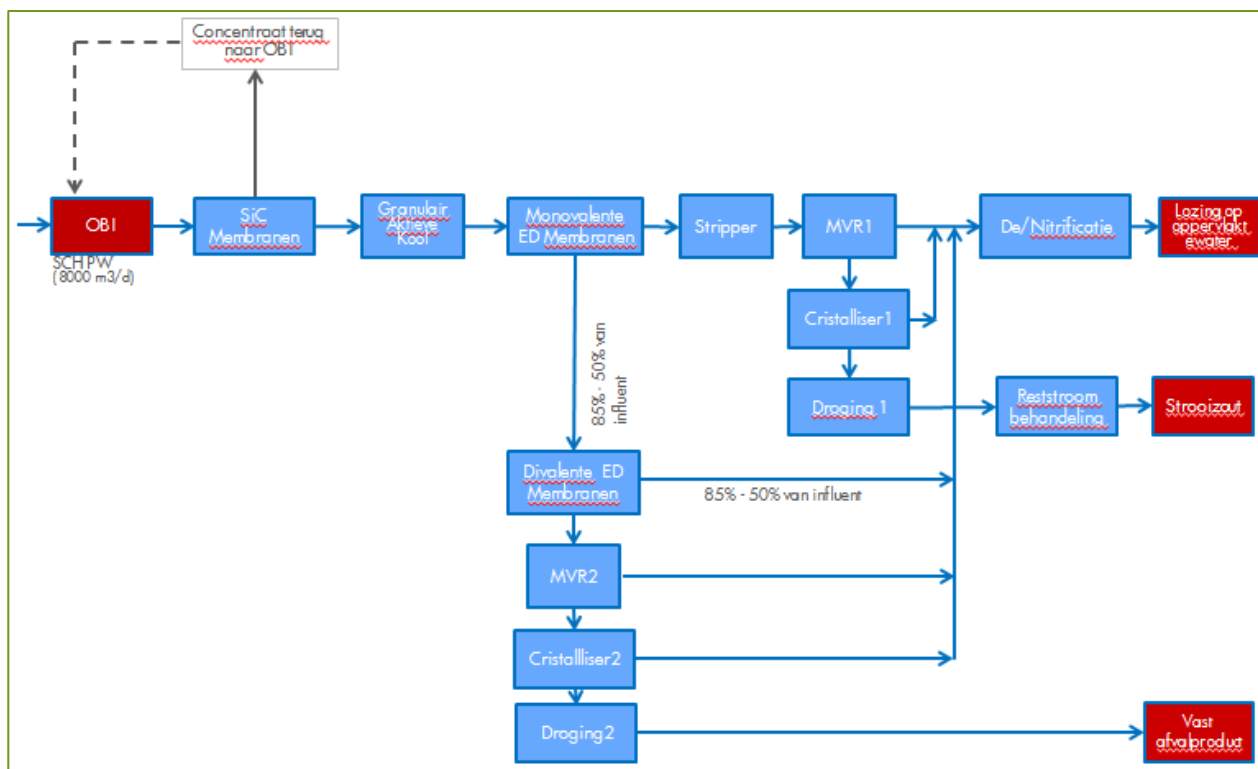 Concentraat terug
naar OBI
OBI
SCH PW
(8000 m3/d)
SiC
Membranen
Granulair
Aktieve
Kool
Monovalente
ED Membranen
Stripper
MVR1
De/Nitrificatie
Lozing op
oppervlakt
ewater
Cristalliser1
Droging 1
Reststroom
behandeling
Strooizout
85% - 50% van
influent
Divalente ED
Membranen
85% - 50% van influent
MVR2
Cristallliser2
Droging2
Vast
afvalproduct